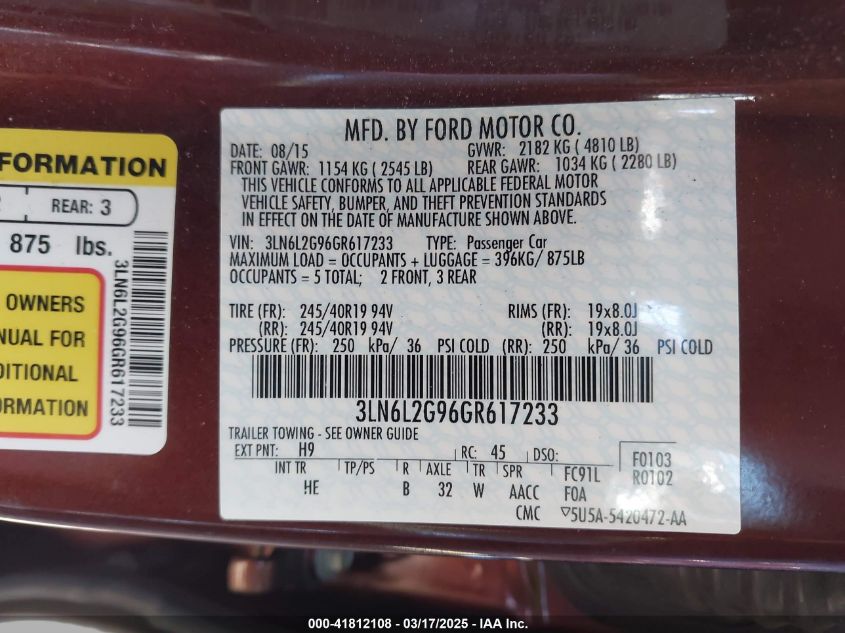 FORMATION
REAR: 3
875 lbs.
OWNERS
NUAL FOR
DITIONAL
ORMATION
3LN6L2G96GR617233
MFD. BY FORD MOTOR CO.
DATE: 08/15 GVWR: 2182 KG ( 4810 LB)
FRONT GAWR: 1154 KG ( 2545 LB) REAR GAWR: 1034 KG ( 2280 LB)
THIS VEHICLE CONFORMS TO ALL APPLICABLE FEDERAL MOTOR
VEHICLE SAFETY, BUMPER, AND THEFT PREVENTION STANDARDS
IN EFFECT ON THE DATE OF MANUFACTURE SHOWN ABOVE.
VIN: 3LN6L2G96GR617233 TYPE: Passenger Car
MAXIMUM LOAD = OCCUPANTS + LUGGAGE = 396KG/ 875LB
OCCUPANTS = 5 TOTAL; 2 FRONT, 3 REAR
TIRE (FR): 245/40R19 94V RIMS (FR): 19x8.0J
(RR): 245/40R19 94V (RR): 19x8.0J
PRESSURE (FR): 250 kPa/ 36 PSI COLD (RR): 250 kPa/ 36 PSI COLD
3LN6L2G96GR617233
TRAILER TOWING - SEE OWNER GUIDE
EXT PNT: H9 RC: 45 DSO: F0103
INT TR TP/PS R AXLE TR SPR FC91L R0102
HE B 32 W AACC FOA
CMC ▽5U5A-5420472-AA
000-41812108 - 03/17/2025 - IAA Inc.